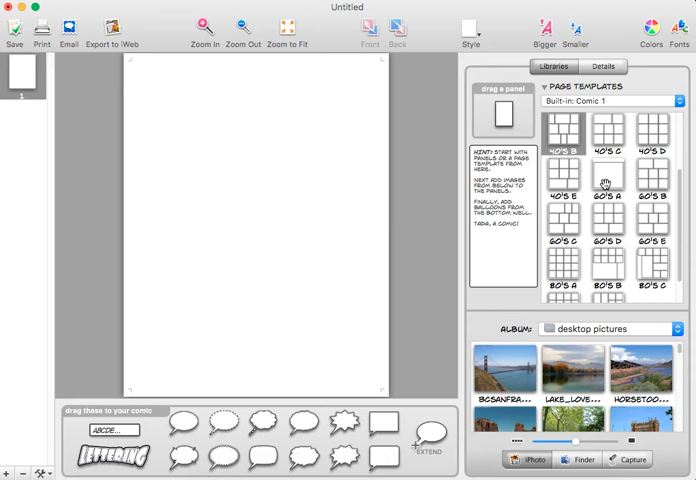 Untitled
Save
Print
Email
Export to iWeb
Zoom In
Zoom Out
Zoom to Fit
Front
Back
Style
Bigger
Smaller
Colors
Fonts
1
Libraries
Details
drag a panel
PAGE TEMPLATES
Built-in: Comic 1
HINT: START WITH
PANELS OR A PAGE
TEMPLATE FROM
HERE.
NEXT ADD IMAGES
FROM BELOW TO
THE PANELS.
FINALLY, ADD
BALLOONS FROM
THE BOTTOM WELL.
TADA, A COMIC!
40'S B
40'S C
40'S D
40'S E
60'S A
60'S B
60'S C
60'S D
60'S E
80'S A
80'S B
80'S C
ALBUM:
desktop pictures
BCSANFRA...
LAKE_LOVE...
HORSETOO...
drag these to your comic
ABCDE...
LETTERING
+
EXTEND
iPhoto
Finder
Capture